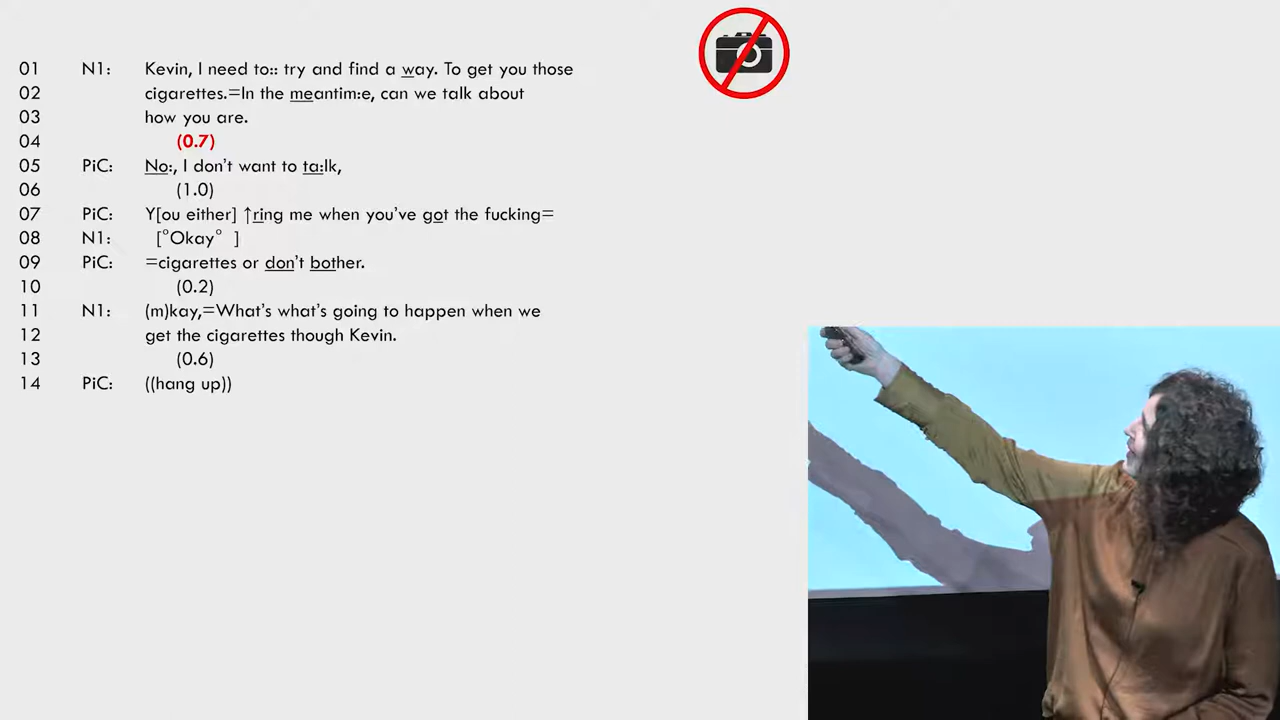 01 N1: Kevin, I need to:: try and find a way. To get you those
02 cigarettes.=In the meantim:e, can we talk about
03 how you are.
04 (0.7)
05 PiC: No:, I don't want to ta:lk,
06 (1.0)
07 PiC: Y[ou either] ↑ring me when you've got the fucking=
08 N1: [°Okay° ]
09 PiC: =cigarettes or don't bother.
10 (0.2)
11 N1: (m)kay,=What's what's going to happen when we
12 get the cigarettes though Kevin.
13 (0.6)
14 PiC: ((hang up))